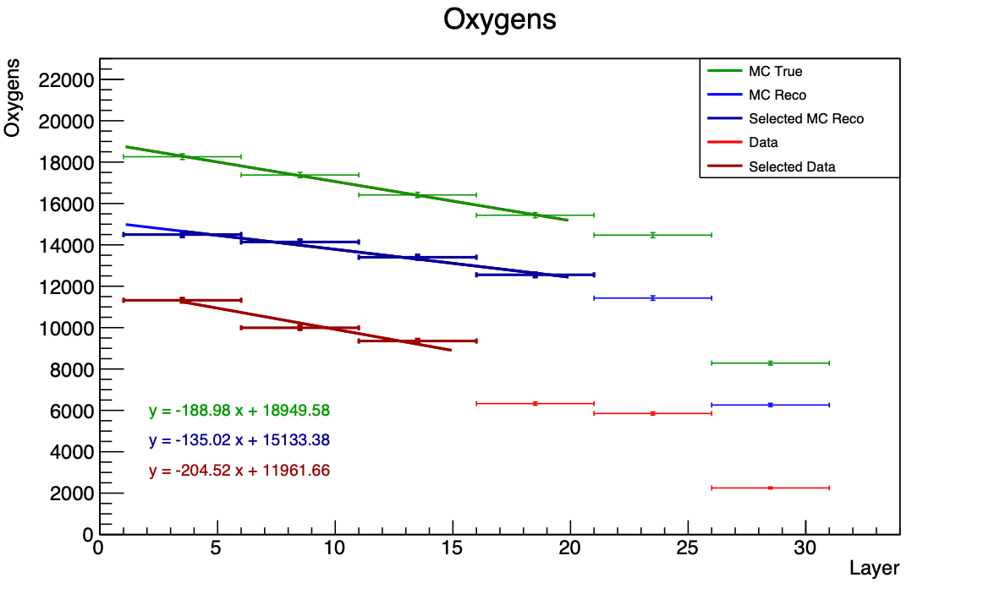 Oxygens
Oxygens
22000
20000
18000
16000
14000
12000
10000
8000
6000
4000
2000
0
MC True
MC Reco
Selected MC Reco
Data
Selected Data
y = -188.98 x + 18949.58
y = -135.02 x + 15133.38
y = -204.52 x + 11961.66
0 5 10 15 20 25 30
Layer